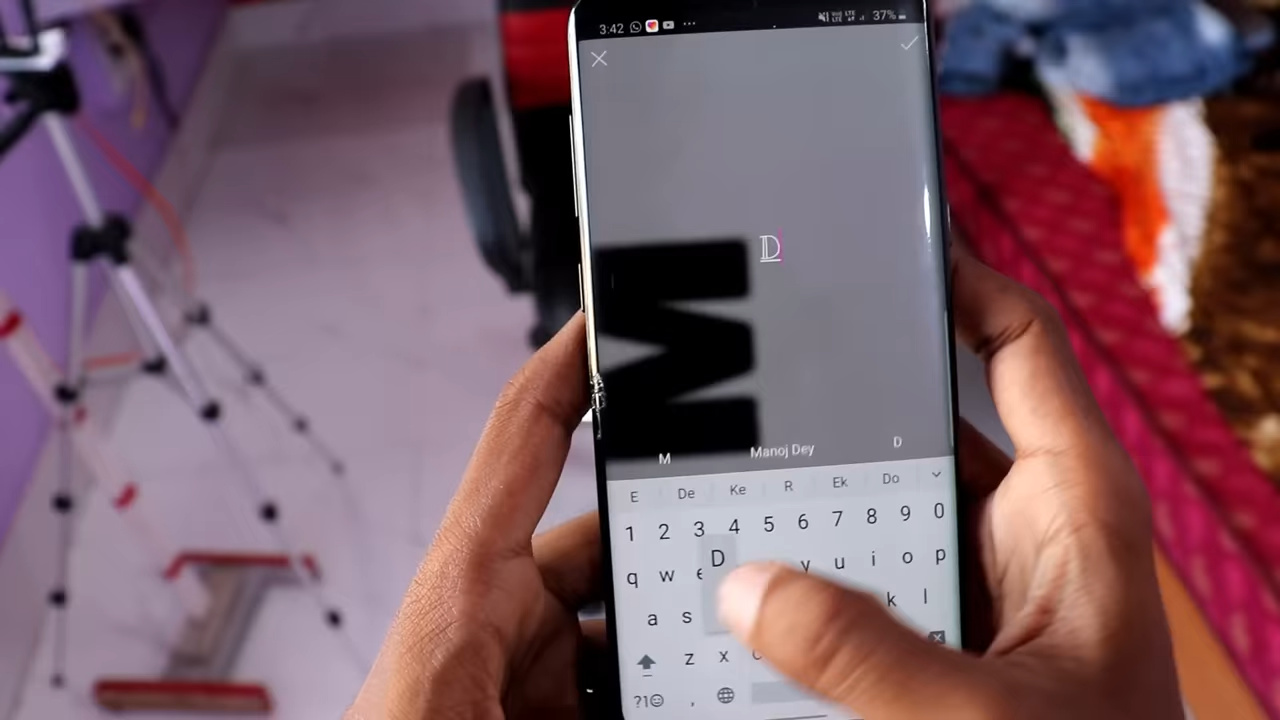 3:42 37%
D
M
M Manoj Dey D
E De Ke R Ek Do
1 2 3 4 5 6 7 8 9 0
q w e y u i o p
D
a s k l
z x
?1☺ ,